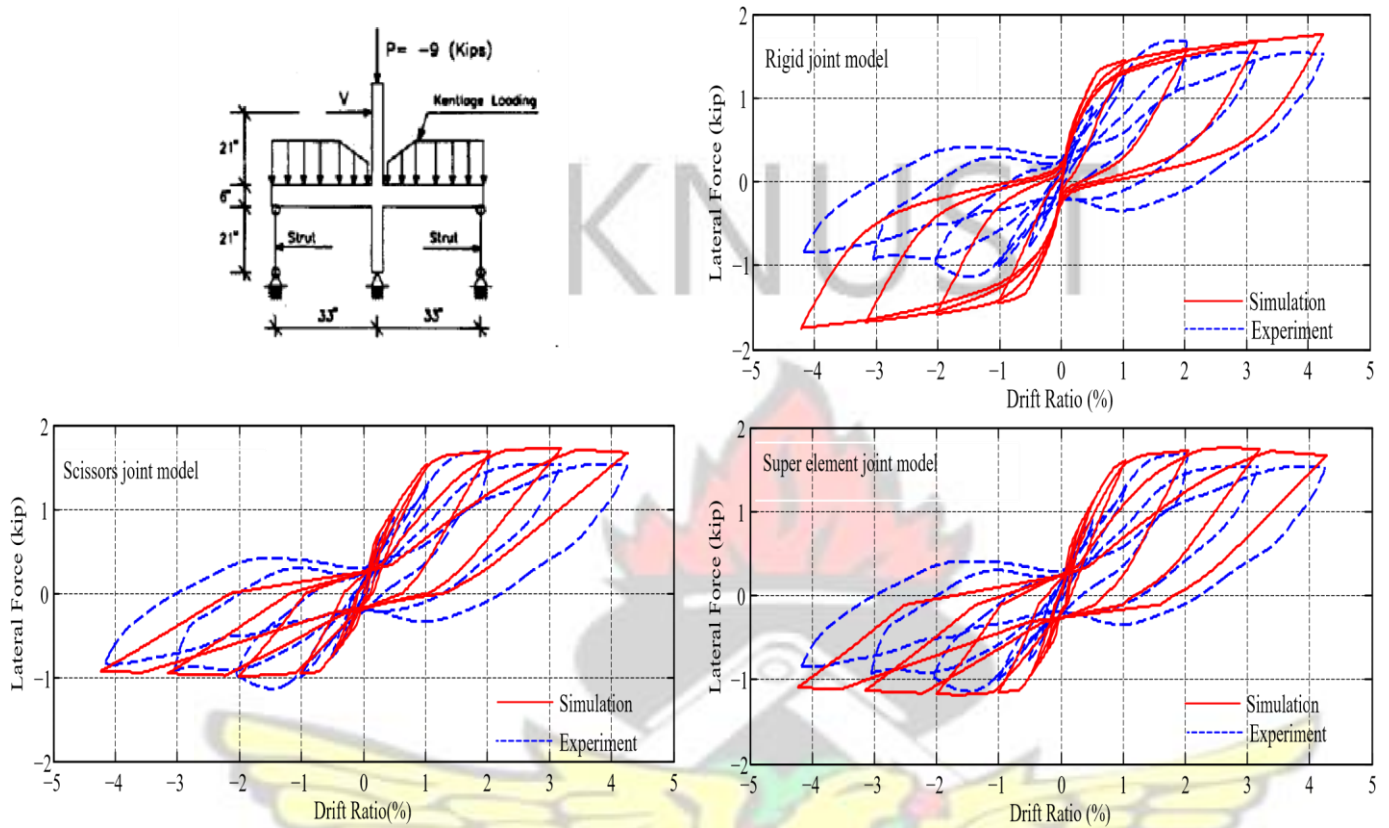 P= -9 (Kips)
V
Kentlage Loading
21"
6"
21"
Strut
Strut
33"
33"
KNUST
Rigid joint model
Lateral Force (kip)
2
1
0
−1
−2
−5 −4 −3 −2 −1 0 1 2 3 4 5
Drift Ratio (%)
Simulation
Experiment
Scissors joint model
Lateral Force (kip)
2
1
0
−1
−2
−5 −4 −3 −2 −1 0 1 2 3 4 5
Drift Ratio(%)
Simulation
Experiment
Super element joint model
Lateral Force (kip)
2
1
0
−1
−2
−5 −4 −3 −2 −1 0 1 2 3 4 5
Drift Ratio (%)
Simulation
Experiment